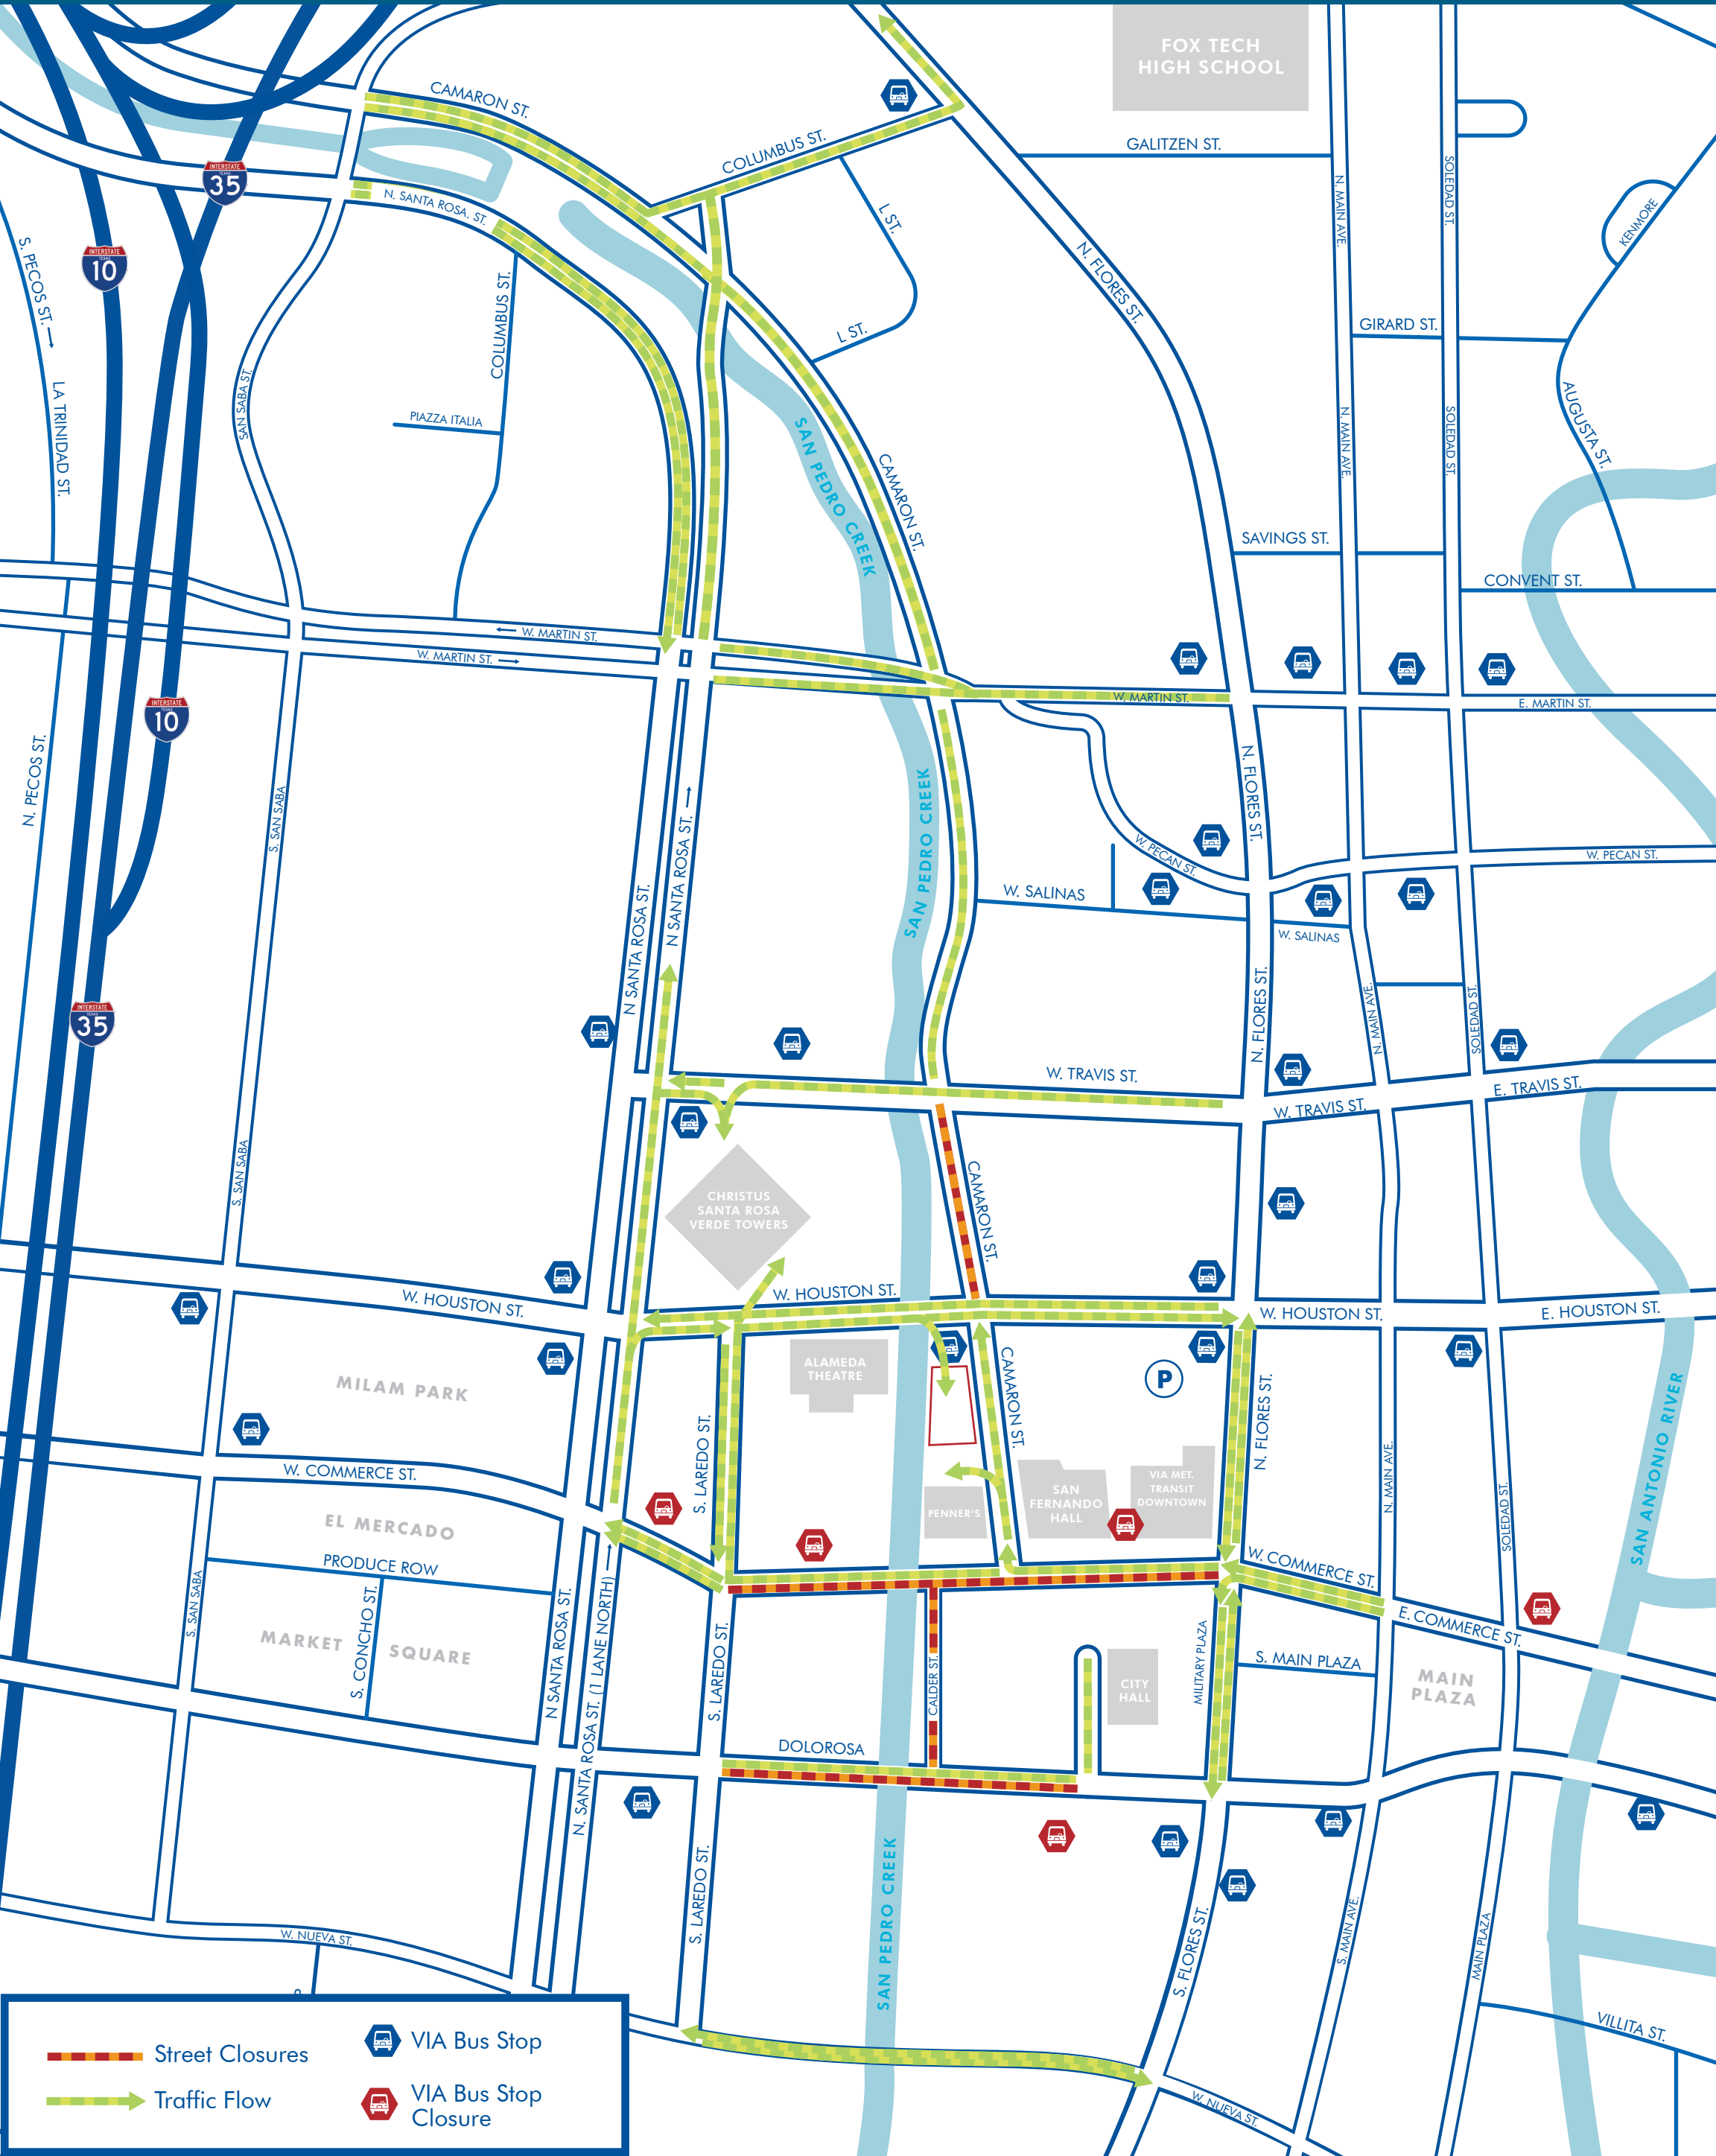 FOX TECH
HIGH SCHOOL
CAMARON ST.
COLUMBUS ST.
GALITZEN ST.
INTERSTATE
TEXAS
35
N. SANTA ROSA. ST.
L ST.
N. MAIN AVE.
SOLEDAD ST.
KENMORE
S. PECOS ST.
INTERSTATE
TEXAS
10
COLUMBUS ST.
N. FLORES ST.
L ST.
GIRARD ST.
LA TRINIDAD ST.
SAN SABA ST.
PIAZZA ITALIA
SAN PEDRO CREEK
CAMARON ST.
N. MAIN AVE.
SOLEDAD ST.
AUGUSTA ST.
SAVINGS ST.
CONVENT ST.
W. MARTIN ST.
W. MARTIN ST.
W. MARTIN ST.
E. MARTIN ST.
INTERSTATE
TEXAS
10
N. PECOS ST.
S. SAN SABA
N SANTA ROSA ST.
N SANTA ROSA ST.
SAN PEDRO CREEK
N. FLORES ST.
W. PECAN ST.
W. PECAN ST.
W. SALINAS
W. SALINAS
INTERSTATE
TEXAS
35
N. FLORES ST.
N. MAIN AVE.
SOLEDAD ST.
W. TRAVIS ST.
W. TRAVIS ST.
E. TRAVIS ST.
S. SAN SABA
CHRISTUS
SANTA ROSA
VERDE TOWERS
CAMARON ST.
W. HOUSTON ST.
W. HOUSTON ST.
W. HOUSTON ST.
E. HOUSTON ST.
MILAM PARK
ALAMEDA
THEATRE
P
CAMARON ST.
S. LAREDO ST.
N. FLORES ST.
N. MAIN AVE.
SOLEDAD ST.
SAN ANTONIO RIVER
W. COMMERCE ST.
EL MERCADO
PENNER'S
SAN
FERNANDO
HALL
VIA MET.
TRANSIT
DOWNTOWN
PRODUCE ROW
W. COMMERCE ST.
E. COMMERCE ST.
S. SAN SABA
S. CONCHO ST.
MARKET SQUARE
N SANTA ROSA ST.
N. SANTA ROSA ST. (1 LANE NORTH)
S. LAREDO ST.
CALDER ST.
CITY
HALL
MILITARY PLAZA
S. MAIN PLAZA
MAIN
PLAZA
DOLOROSA
S. LAREDO ST.
SAN PEDRO CREEK
S. FLORES ST.
S. MAIN AVE.
MAIN PLAZA
W. NUEVA ST.
W. NUEVA ST.
VILLITA ST.
Street Closures
Traffic Flow
VIA Bus Stop
VIA Bus Stop
Closure